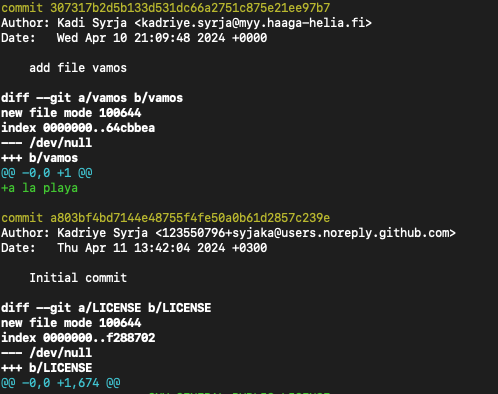 commit 307317b2d5b133d531dc66a2751c875e21ee97b7
Author: Kadi Syrja <kadriye.syrja@myy.haaga-helia.fi>
Date:   Wed Apr 10 21:09:48 2024 +0000
    add file vamos
diff --git a/vamos b/vamos
new file mode 100644
index 0000000..64cbbea
--- /dev/null
+++ b/vamos
@@ -0,0 +1 @@
+a la playa
commit a803bf4bd7144e48755f4fe50a0b61d2857c239e
Author: Kadriye Syrja <123550796+syjaka@users.noreply.github.com>
Date:   Thu Apr 11 13:42:04 2024 +0300
    Initial commit
diff --git a/LICENSE b/LICENSE
new file mode 100644
index 0000000..f288702
--- /dev/null
+++ b/LICENSE
@@ -0,0 +1,674 @@